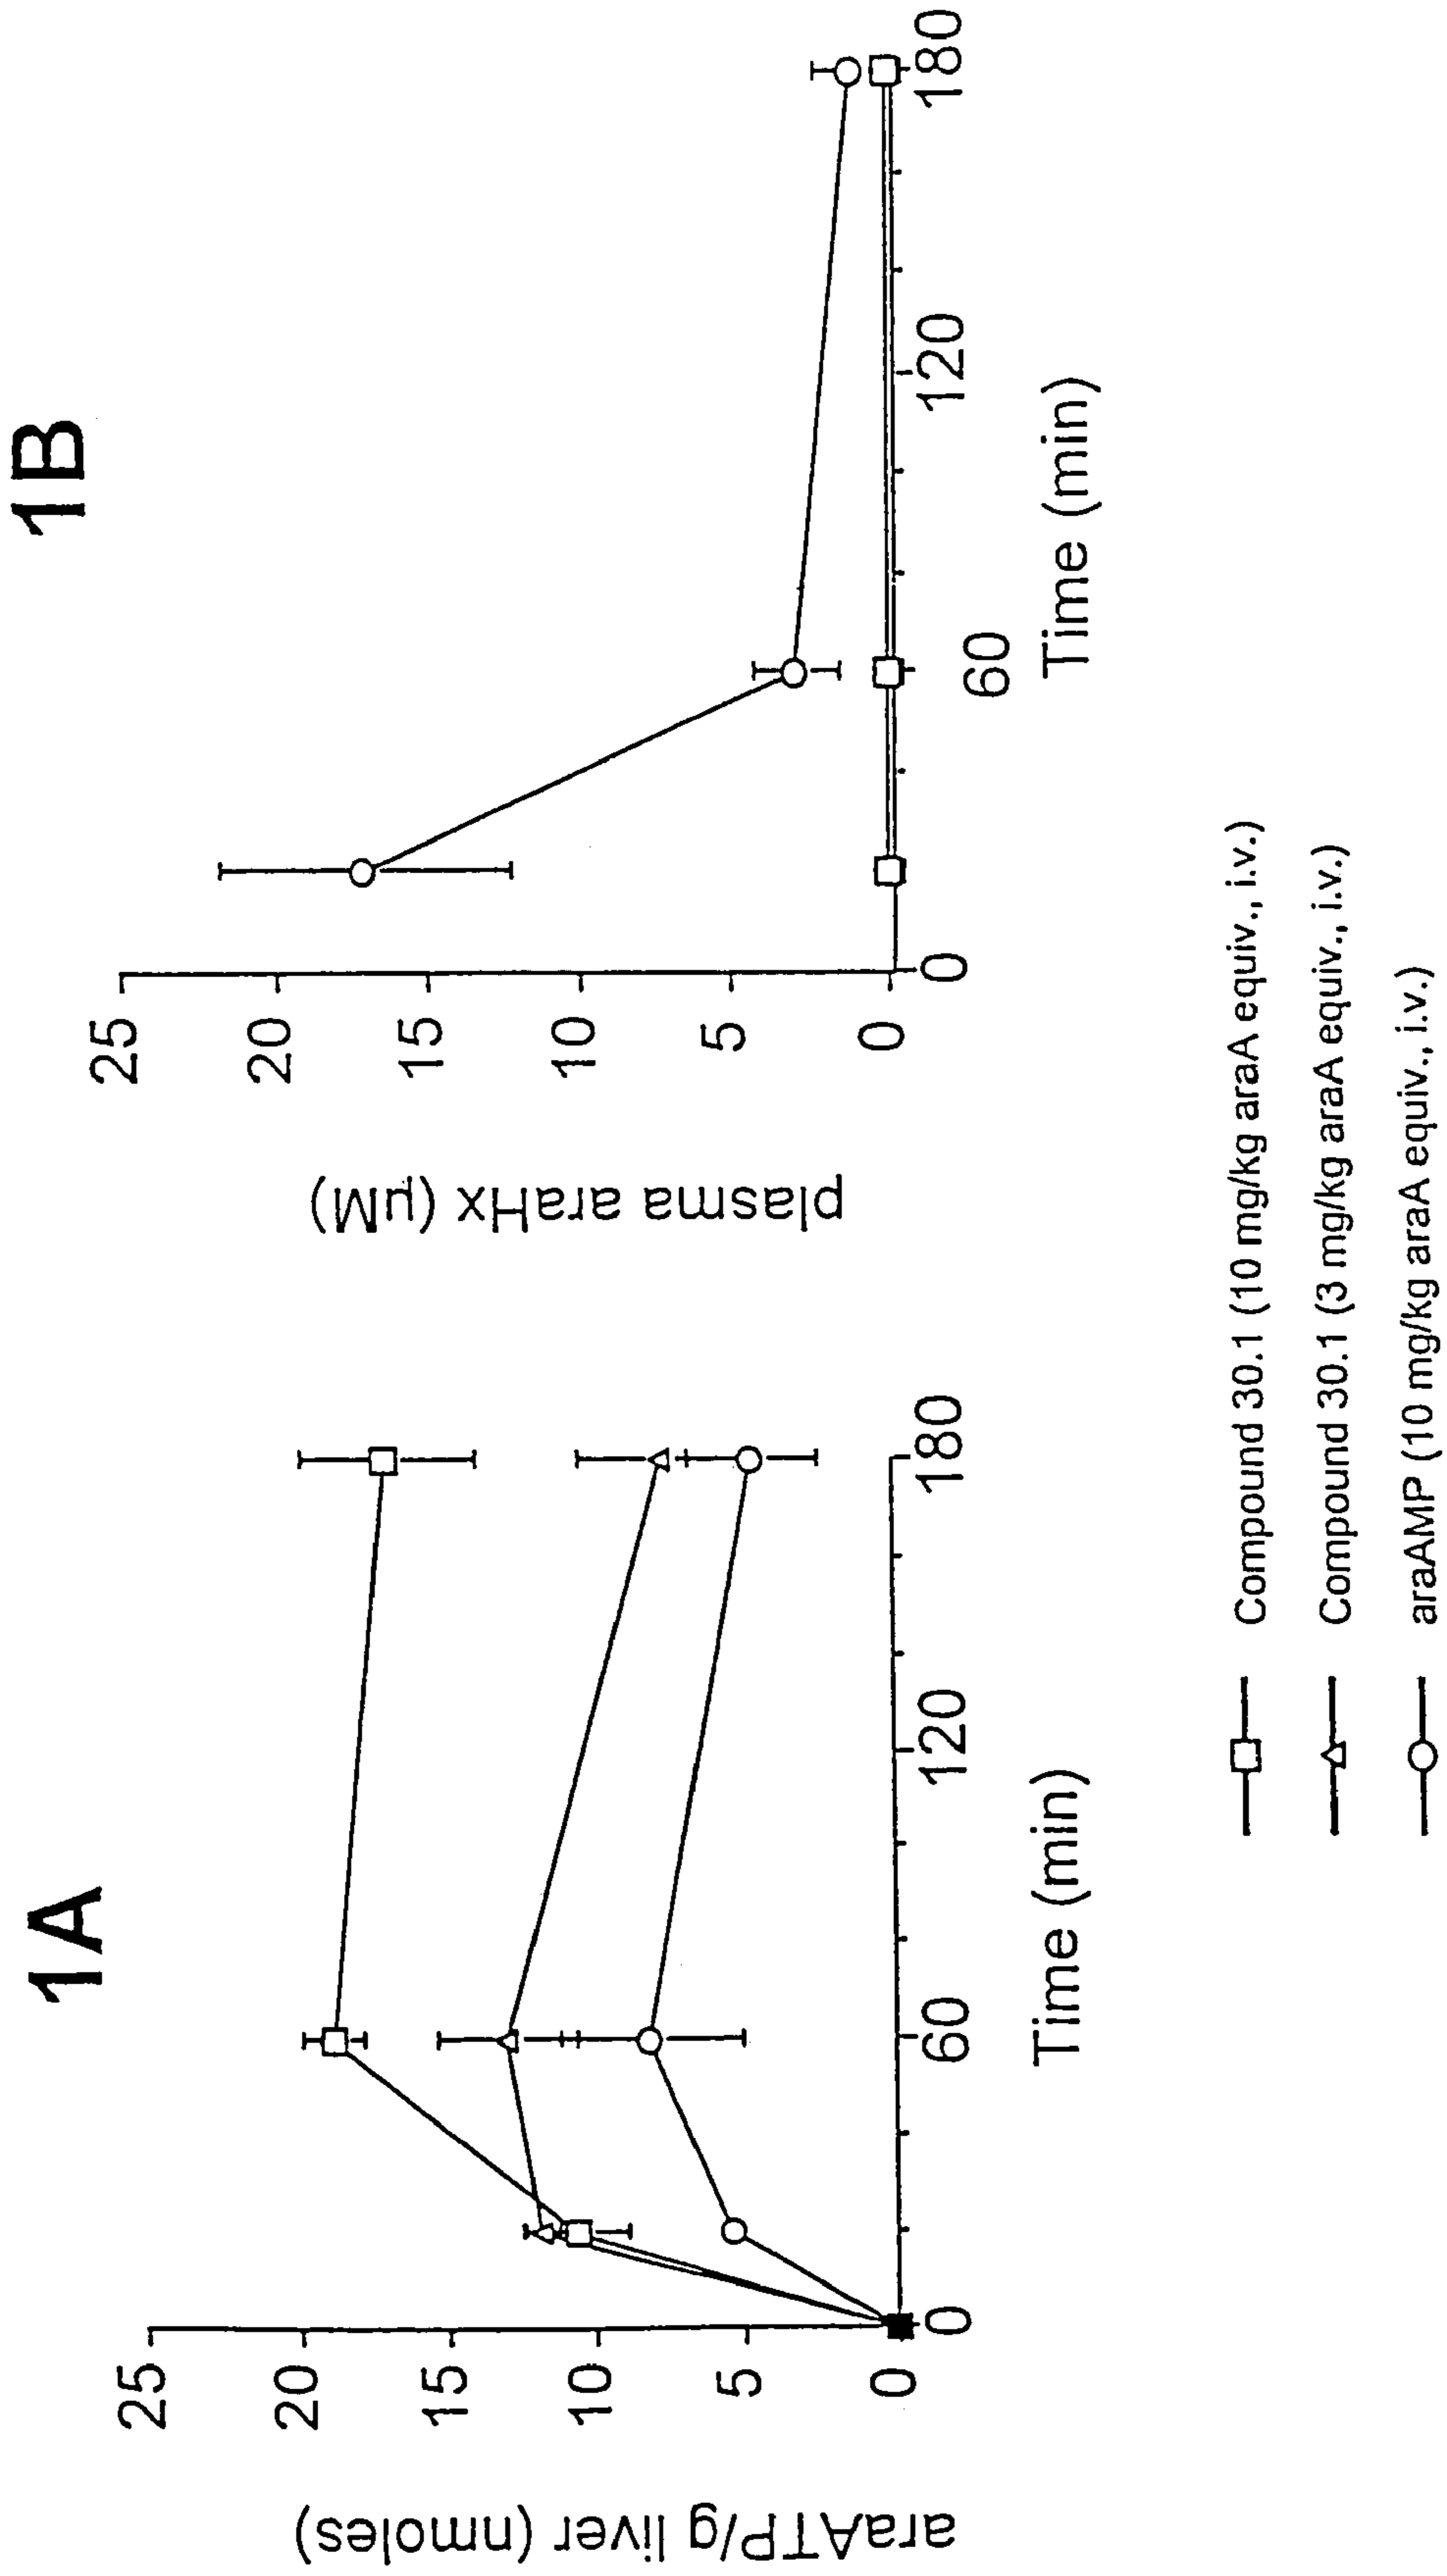 1A
25
20
15
10
5
0
araATP/g liver (nmoles)
0
60
120
180
Time (min)
1B
25
20
15
10
5
0
plasma araHx (µM)
0
60
120
180
Time (min)
Compound 30.1 (10 mg/kg araA equiv., i.v.)
Compound 30.1 (3 mg/kg araA equiv., i.v.)
araAMP (10 mg/kg araA equiv., i.v.)